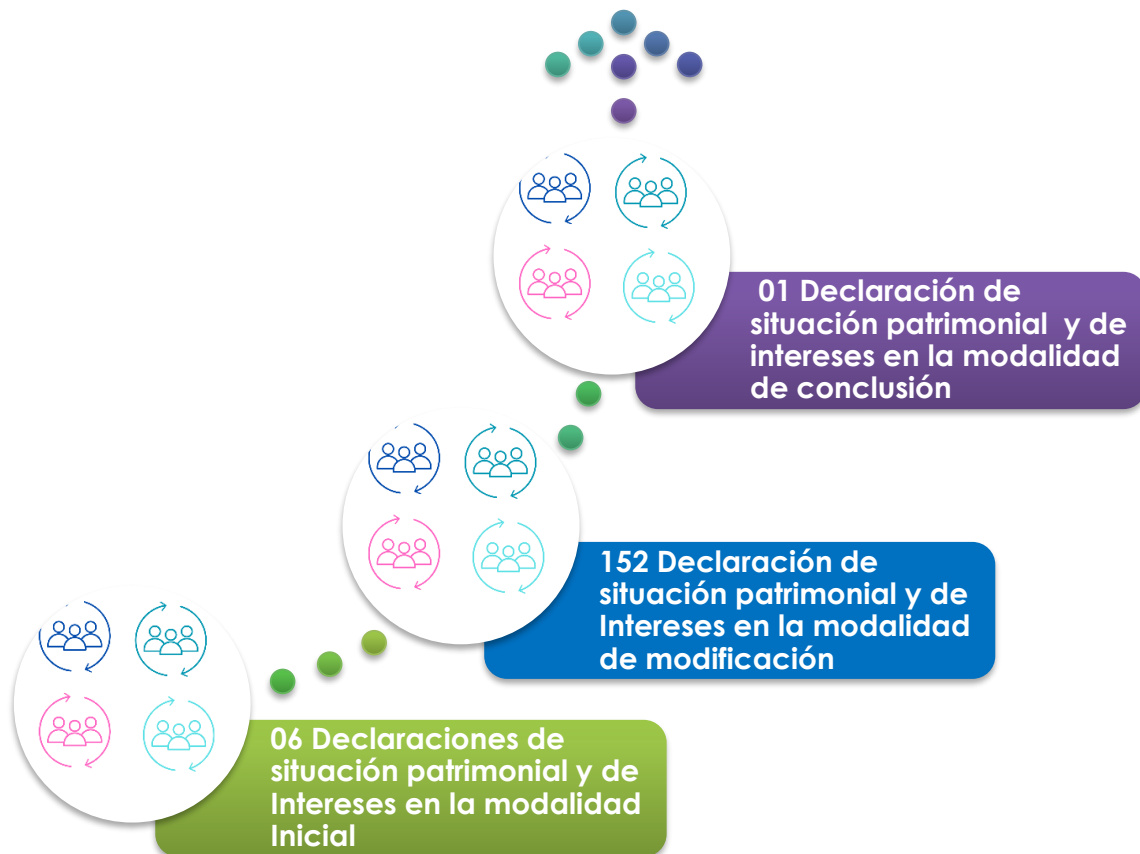 01 Declaración de
situación patrimonial y de
intereses en la modalidad
de conclusión
152 Declaración de
situación patrimonial y de
Intereses en la modalidad
de modificación
06 Declaraciones de
situación patrimonial y de
Intereses en la modalidad
Inicial